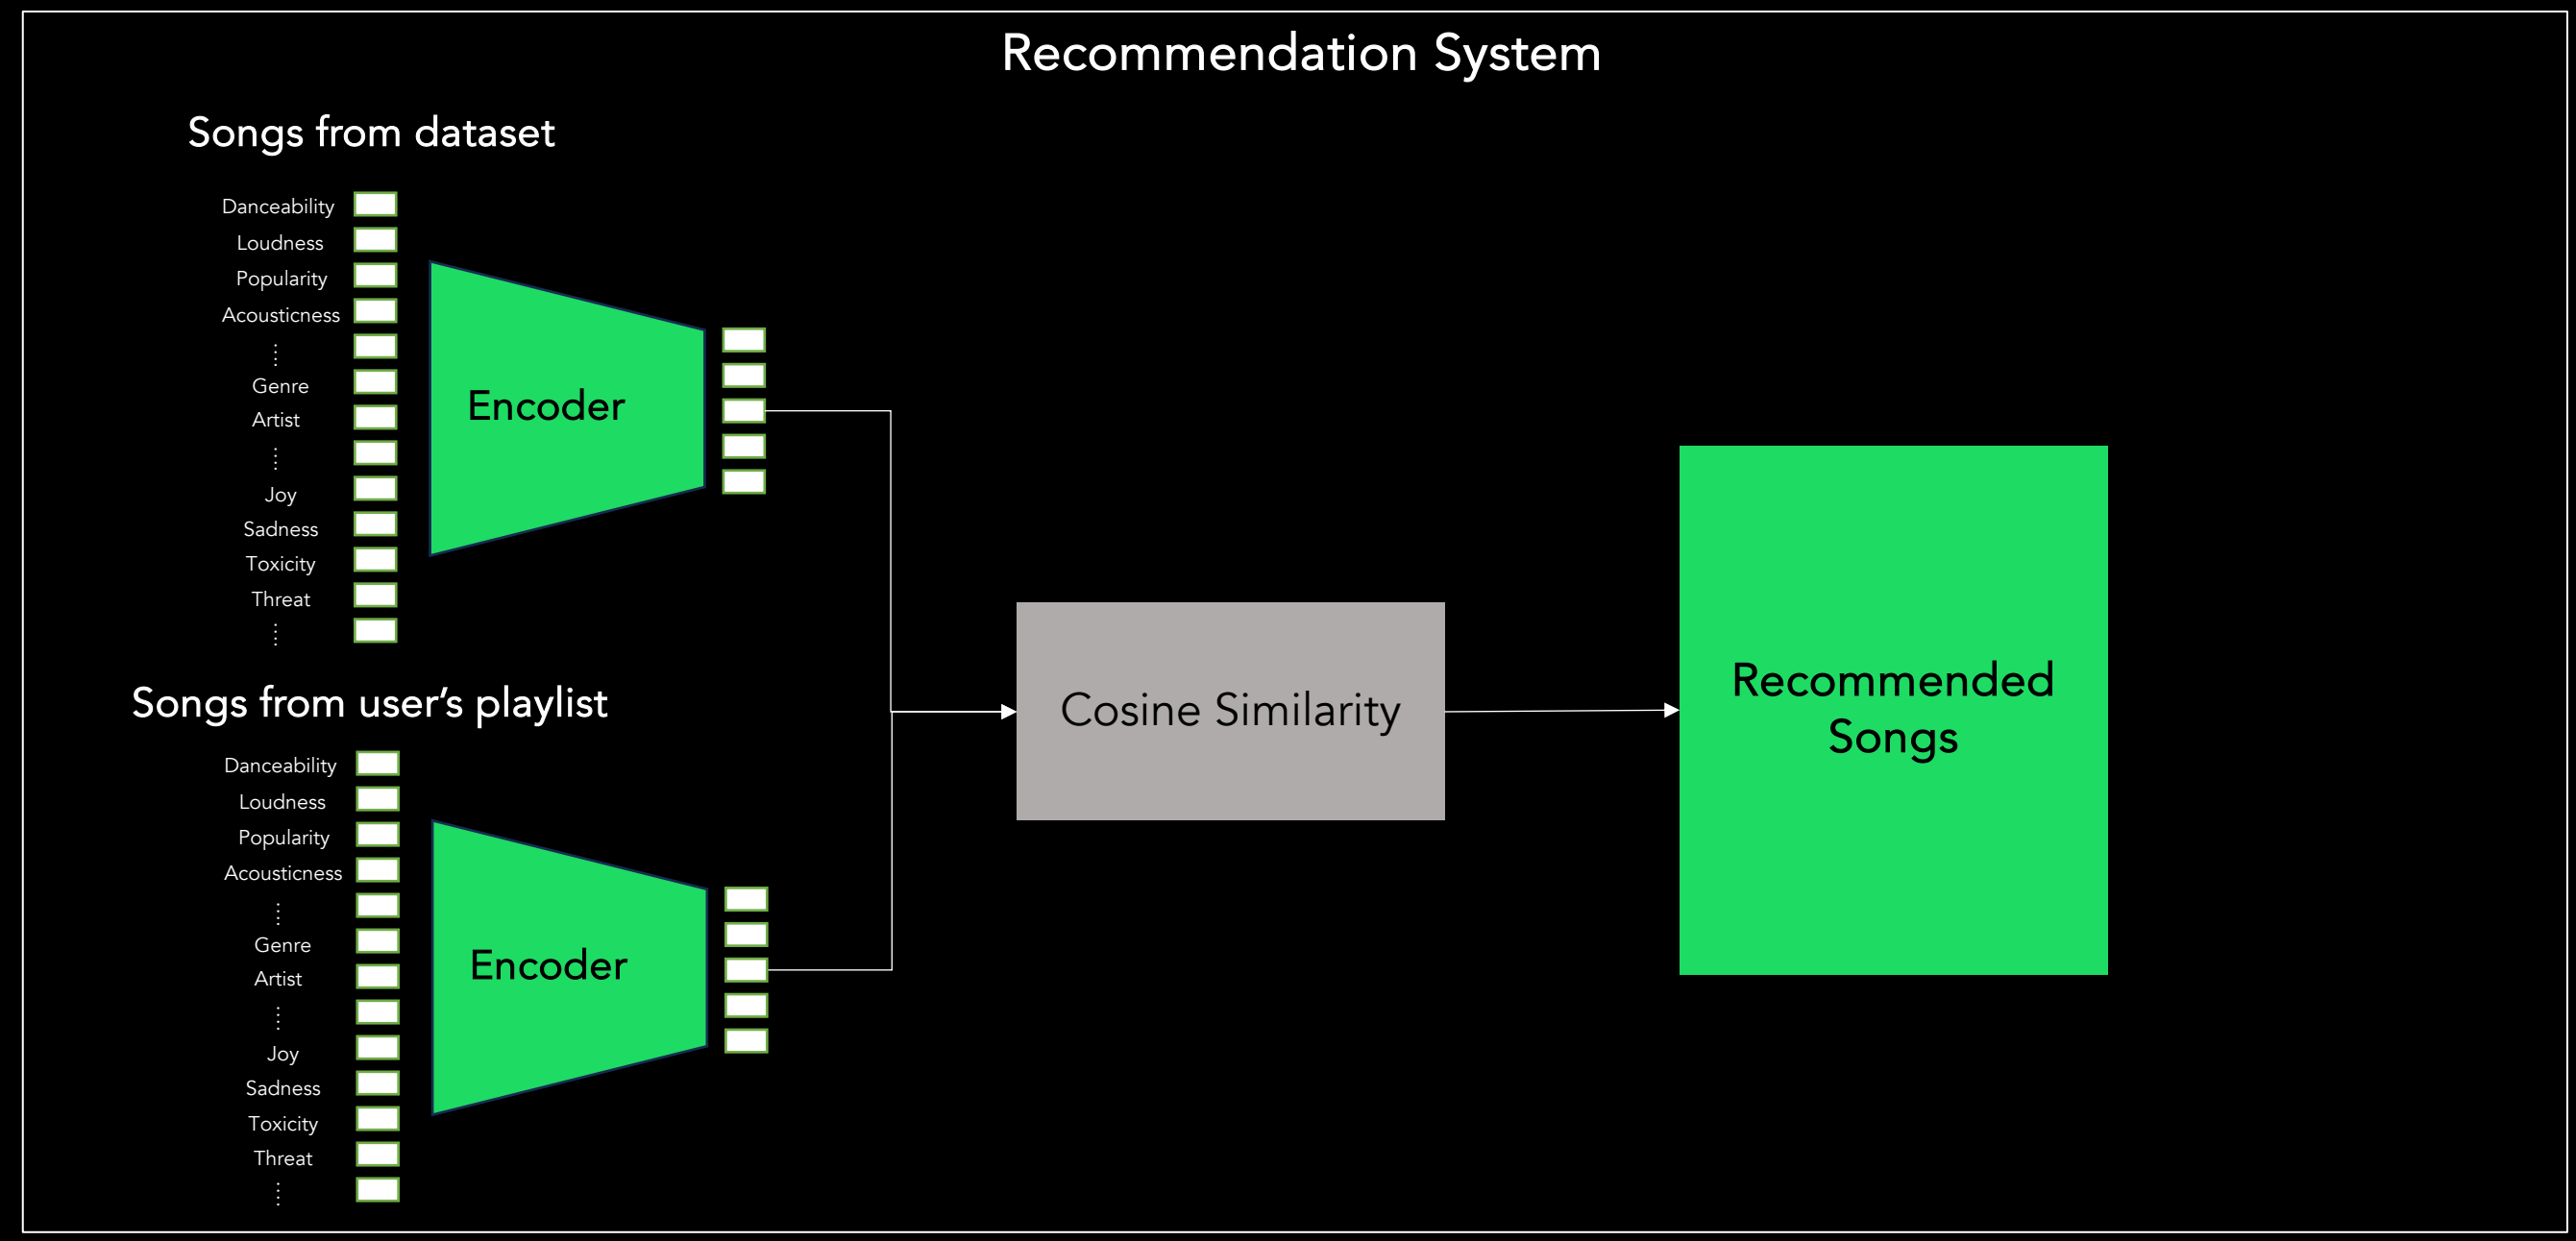 Recommendation System
Songs from dataset
Danceability
Loudness
Popularity
Acousticness
Genre
Artist
Joy
Sadness
Toxicity
Threat
Encoder
Songs from user’s playlist
Danceability
Loudness
Popularity
Acousticness
Genre
Artist
Joy
Sadness
Toxicity
Threat
Encoder
Cosine Similarity
Recommended
Songs